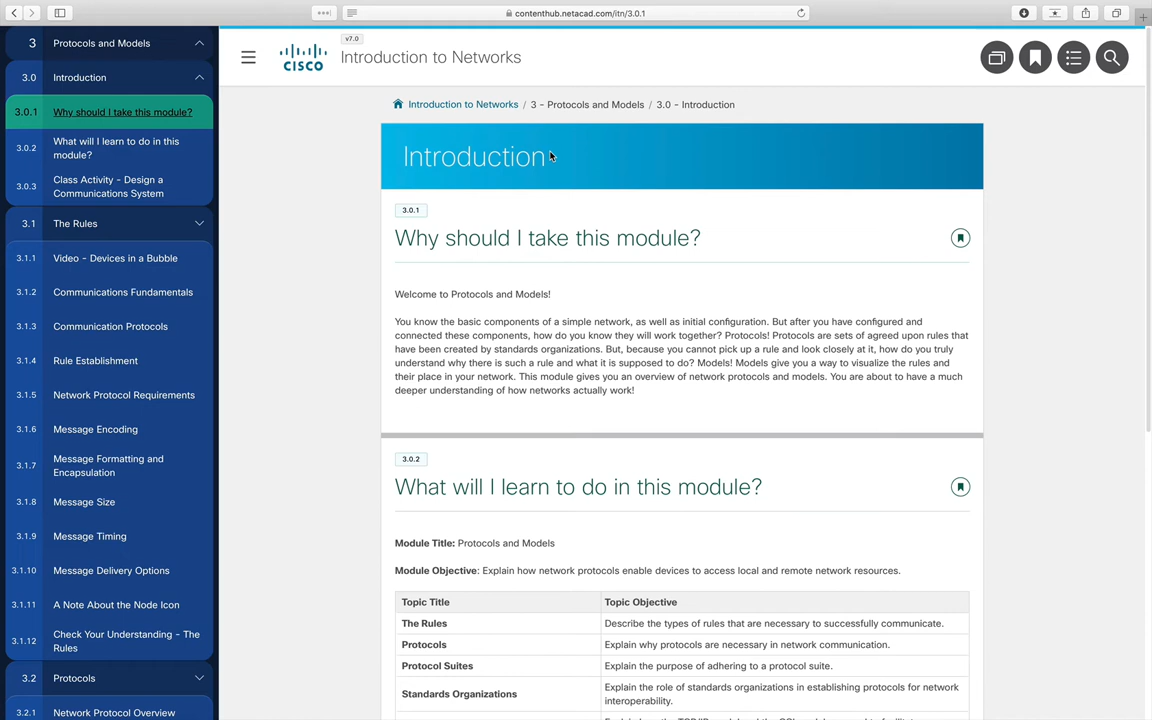 contenthub.netacad.com/itn/3.0.1
3 Protocols and Models
3.0 Introduction
3.0.1 Why should I take this module?
3.0.2 What will I learn to do in this
module?
3.0.3 Class Activity - Design a
Communications System
3.1 The Rules
3.1.1 Video - Devices in a Bubble
3.1.2 Communications Fundamentals
3.1.3 Communication Protocols
3.1.4 Rule Establishment
3.1.5 Network Protocol Requirements
3.1.6 Message Encoding
3.1.7 Message Formatting and
Encapsulation
3.1.8 Message Size
3.1.9 Message Timing
3.1.10 Message Delivery Options
3.1.11 A Note About the Node Icon
3.1.12 Check Your Understanding - The
Rules
3.2 Protocols
3.2.1 Network Protocol Overview
CISCO
v7.0
Introduction to Networks
Introduction to Networks / 3 - Protocols and Models / 3.0 - Introduction
Introduction
3.0.1
Why should I take this module?
Welcome to Protocols and Models!
You know the basic components of a simple network, as well as initial configuration. But after you have configured and
connected these components, how do you know they will work together? Protocols! Protocols are sets of agreed upon rules that
have been created by standards organizations. But, because you cannot pick up a rule and look closely at it, how do you truly
understand why there is such a rule and what it is supposed to do? Models! Models give you a way to visualize the rules and
their place in your network. This module gives you an overview of network protocols and models. You are about to have a much
deeper understanding of how networks actually work!
3.0.2
What will I learn to do in this module?
Module Title: Protocols and Models
Module Objective: Explain how network protocols enable devices to access local and remote network resources.
Topic Title Topic Objective
The Rules Describe the types of rules that are necessary to successfully communicate.
Protocols Explain why protocols are necessary in network communication.
Protocol Suites Explain the purpose of adhering to a protocol suite.
Standards Organizations Explain the role of standards organizations in establishing protocols for network
interoperability.